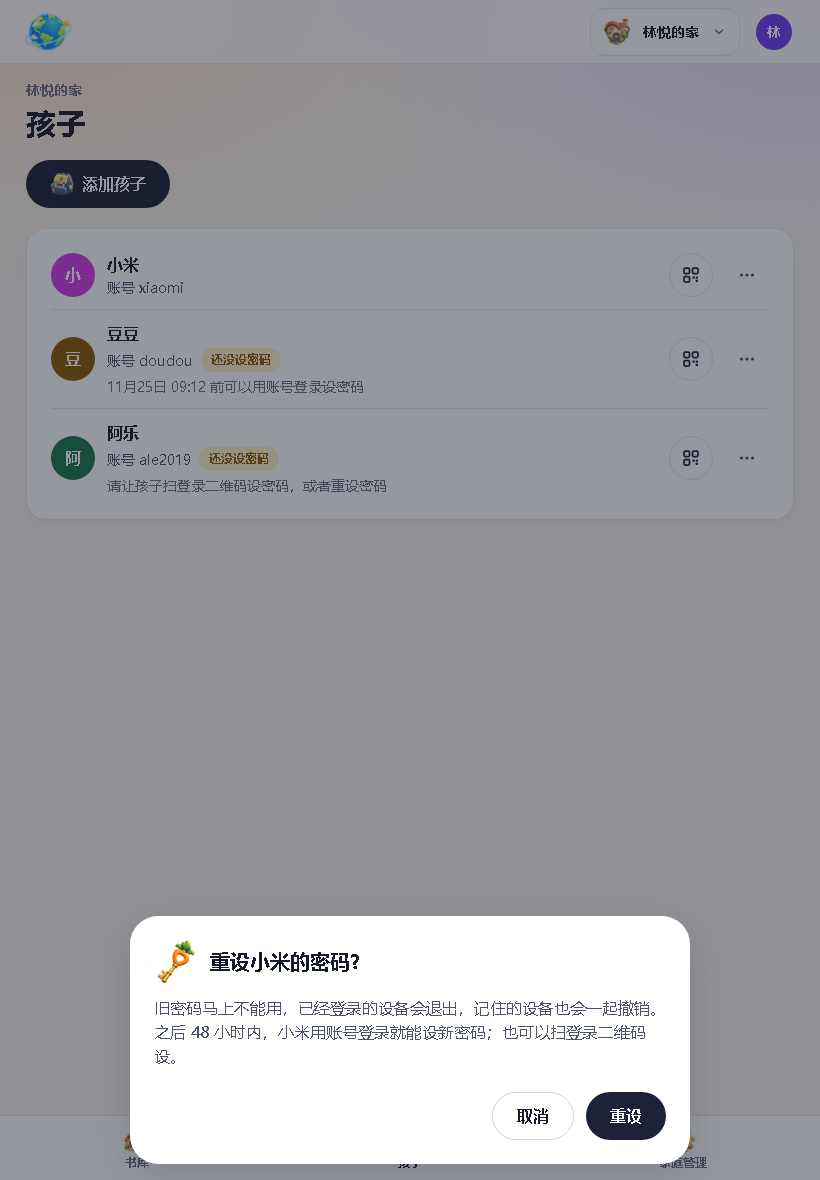 林悦的家
林
林悦的家
孩子
添加孩子
小
小米
账号 xiaomi
豆
豆豆
账号 doudou 还没设密码
11月25日 09:12 前可以用账号登录设密码
阿
阿乐
账号 ale2019 还没设密码
请让孩子扫登录二维码设密码，或者重设密码
重设小米的密码?
旧密码马上不能用，已经登录的设备会退出，记住的设备也会一起撤销。
之后 48 小时内，小米用账号登录就能设新密码；也可以扫登录二维码
设。
取消
重设
书库
孩子
家庭管理